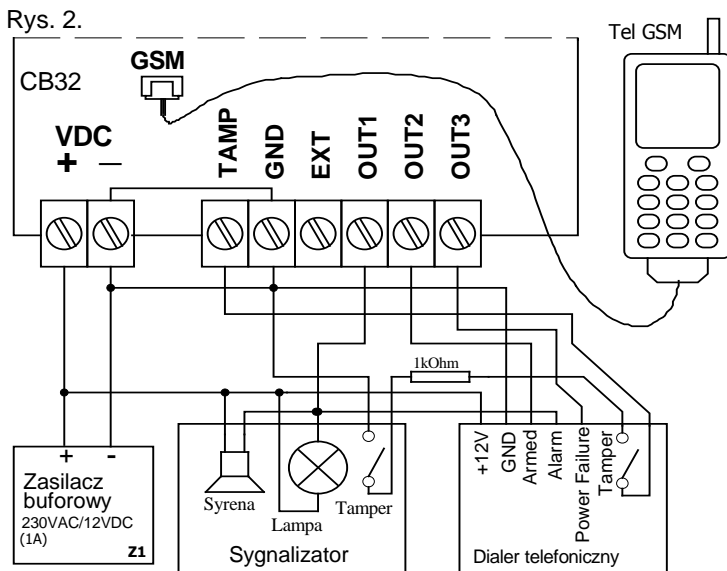 Rys. 2.
Tel GSM
GSM
CB32
VDC
+ –
TAMP
GND
EXT
OUT1
OUT2
OUT3
1kOhm
+ -
Zasilacz
buforowy
230VAC/12VDC
(1A)
Z1
Syrena
Lampa
Tamper
Sygnalizator
+12V
GND
Armed
Alarm
Power Failure
Tamper
Dialer telefoniczny